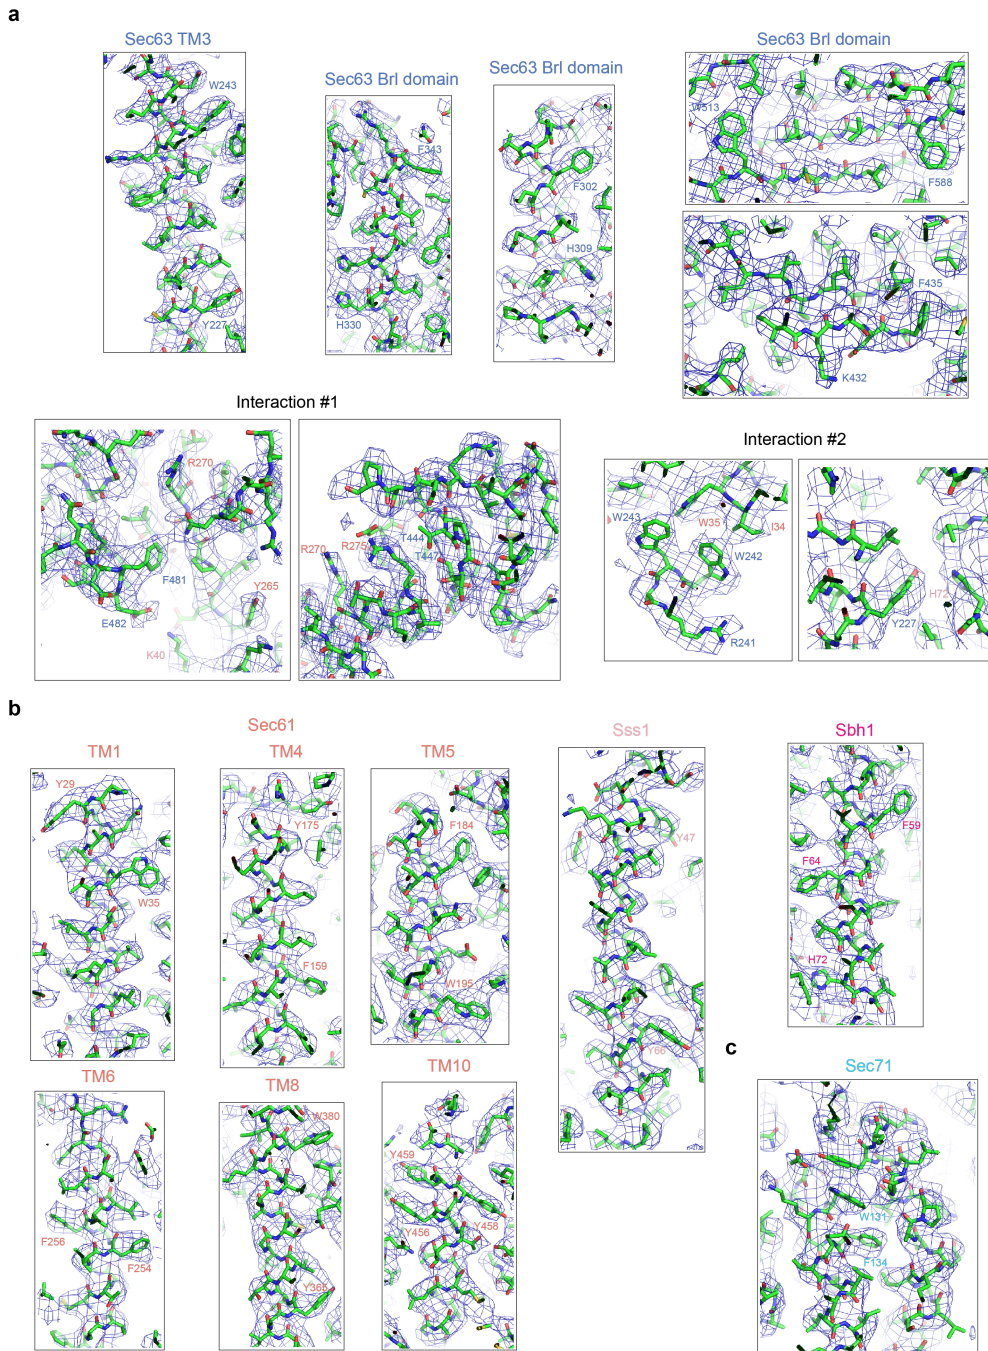 a
Sec63 TM3
W243
Y227
Sec63 Brl domain
F343
H330
Sec63 Brl domain
F302
H309
Sec63 Brl domain
W513
F588
F435
K432
Interaction #1
R270
F481
Y265
E482
K40
R270
R275
T444
T447
Interaction #2
W243
W35
I34
W242
R241
H72
Y227
b
Sec61
TM1
Y29
W35
TM4
Y175
F159
TM5
F184
W195
Sss1
Y47
Y66
Sbh1
F59
F64
H72
TM6
F256
F254
TM8
W380
Y365
TM10
Y459
Y456
Y458
c
Sec71
W131
F134